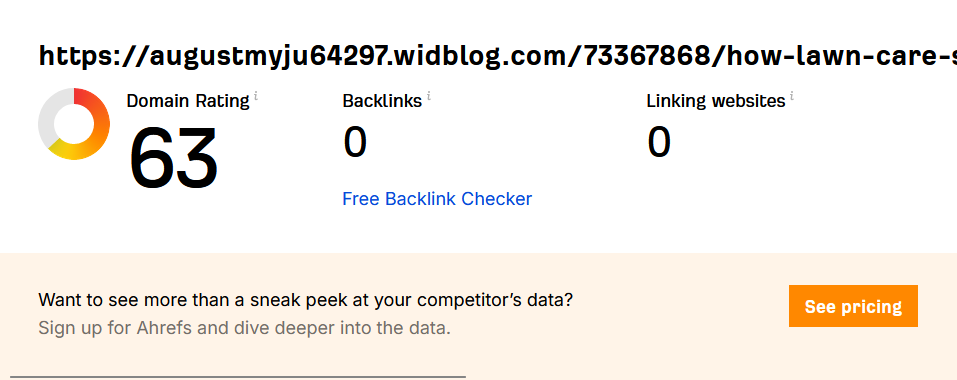 https://augustmyju64297.widblog.com/73367868/how-lawn-care-s
Domain Rating i
Backlinks i
Linking websites i
63
0
0
Free Backlink Checker
Want to see more than a sneak peek at your competitor’s data?
Sign up for Ahrefs and dive deeper into the data.
See pricing